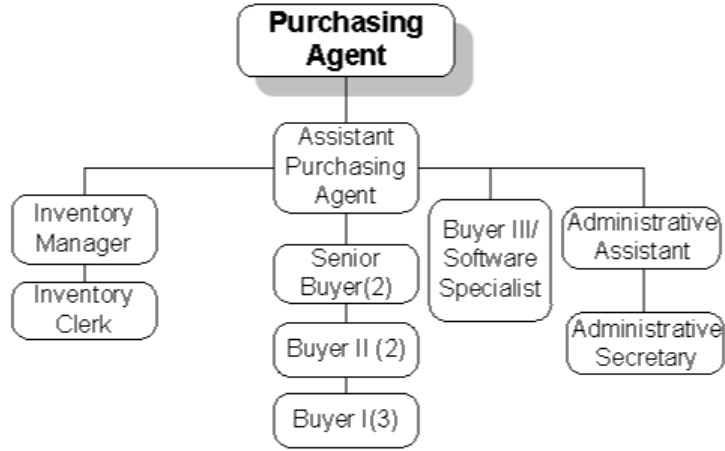 Purchasing
Agent
Assistant
Purchasing
Agent
Inventory
Manager
Inventory
Clerk
Senior
Buyer(2)
Buyer II (2)
Buyer I(3)
Buyer III/
Software
Specialist
Administrative
Assistant
Administrative
Secretary